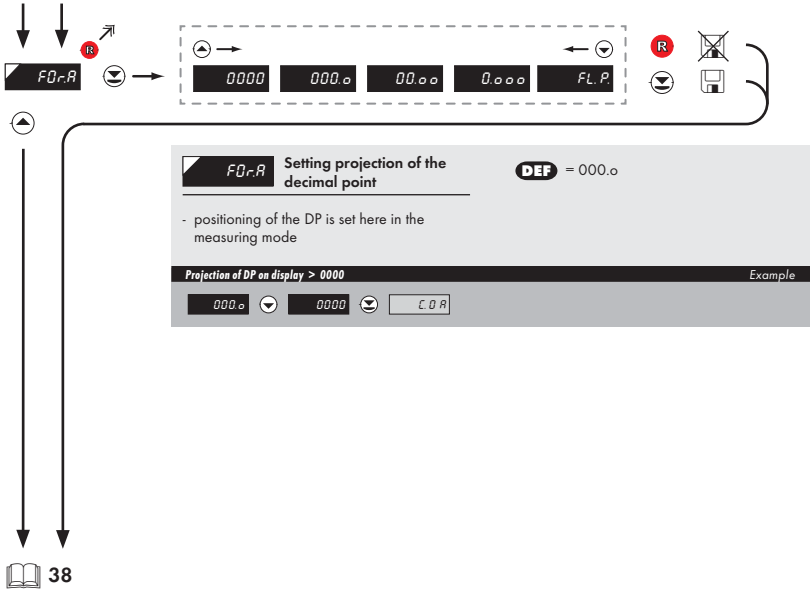 R
FOr.A
0000 000.o 00.oo 0.ooo FL. P.
R
FOr.A Setting projection of the
decimal point
DEF = 000.o
- positioning of the DP is set here in the
measuring mode
Projection of DP on display > 0000 Example
000.o 0000 C. O A
38